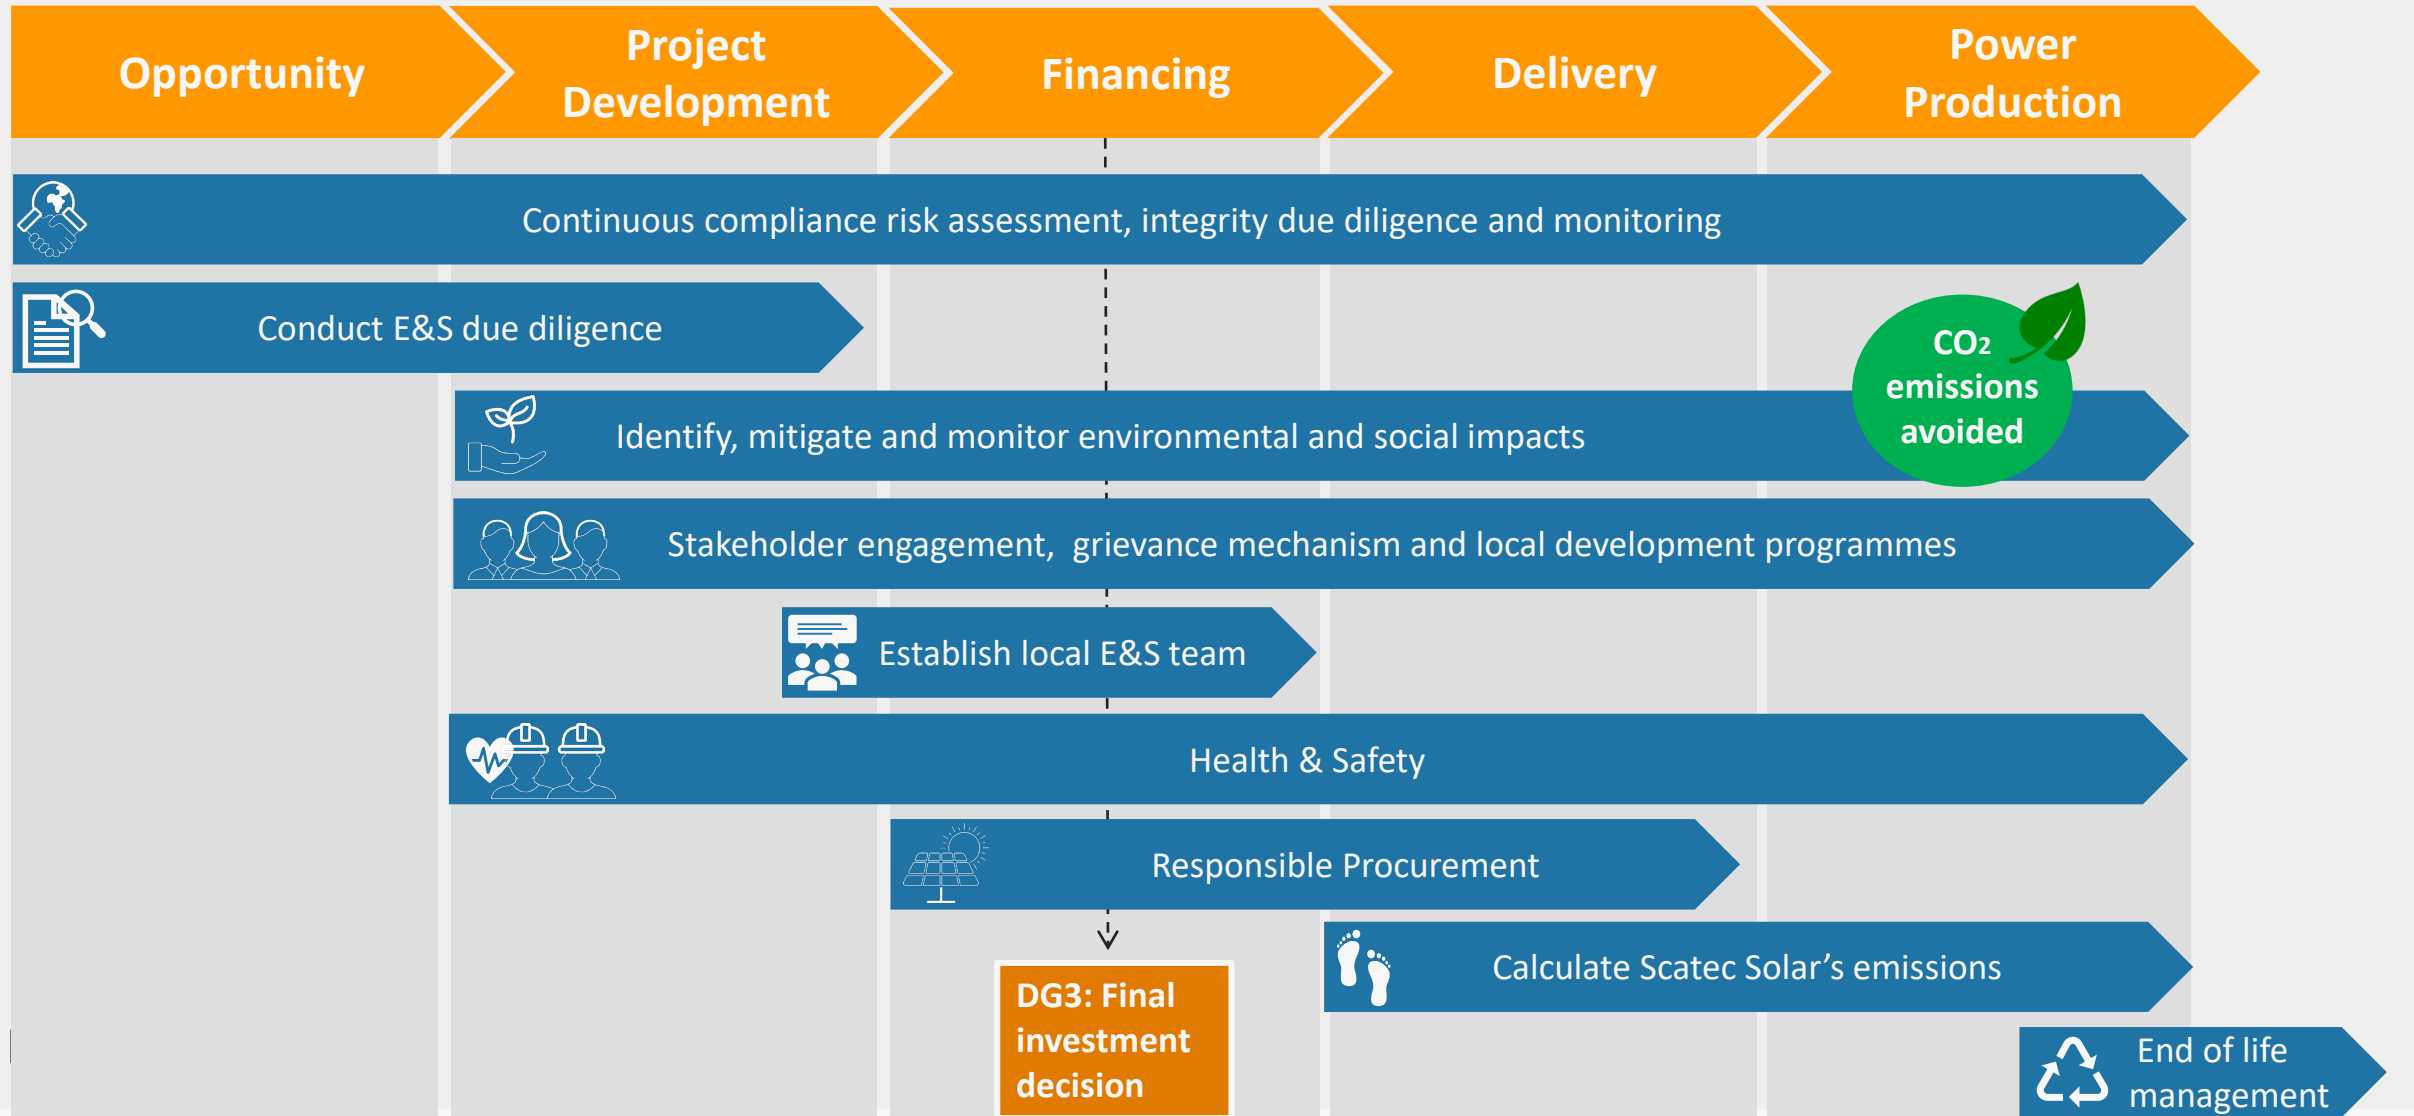 Opportunity
Project
Development
Financing
Delivery
Power
Production
Continuous compliance risk assessment, integrity due diligence and monitoring
Conduct E&S due diligence
CO2
emissions
avoided
Identify, mitigate and monitor environmental and social impacts
Stakeholder engagement,  grievance mechanism and local development programmes
Establish local E&S team
Health & Safety
Responsible Procurement
Calculate Scatec Solar’s emissions
DG3: Final
investment
decision
End of life
management